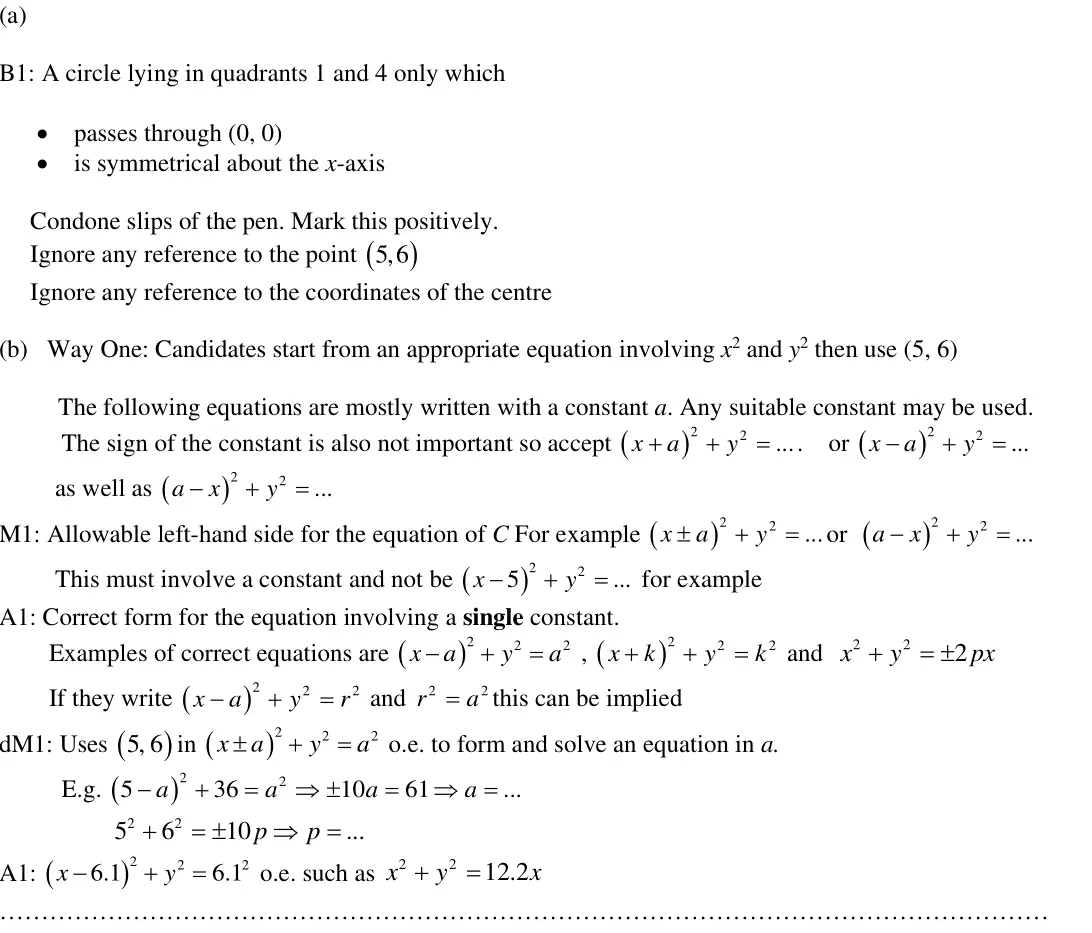 (a)
B1: A circle lying in quadrants 1 and 4 only which
• passes through (0, 0)
• is symmetrical about the x-axis
Condone slips of the pen. Mark this positively.
Ignore any reference to the point (5,6)
Ignore any reference to the coordinates of the centre
(b) Way One: Candidates start from an appropriate equation involving x² and y² then use (5, 6)
The following equations are mostly written with a constant a. Any suitable constant may be used.
The sign of the constant is also not important so accept (x + a)² + y² = .... or (x − a)² + y² = ...
as well as (a − x)² + y² = ...
M1: Allowable left-hand side for the equation of C For example (x ± a)² + y² = ... or (a − x)² + y² = ...
This must involve a constant and not be (x − 5)² + y² = ... for example
A1: Correct form for the equation involving a single constant.
Examples of correct equations are (x − a)² + y² = a² , (x + k)² + y² = k² and x² + y² = ±2px
If they write (x − a)² + y² = r² and r² = a² this can be implied
dM1: Uses (5, 6) in (x ± a)² + y² = a² o.e. to form and solve an equation in a.
E.g. (5 − a)² + 36 = a² ⇒ ±10a = 61 ⇒ a = ...
5² + 6² = ±10p ⇒ p = ...
A1: (x − 6.1)² + y² = 6.1² o.e. such as x² + y² = 12.2x
……………………………………………………………………………………………………………